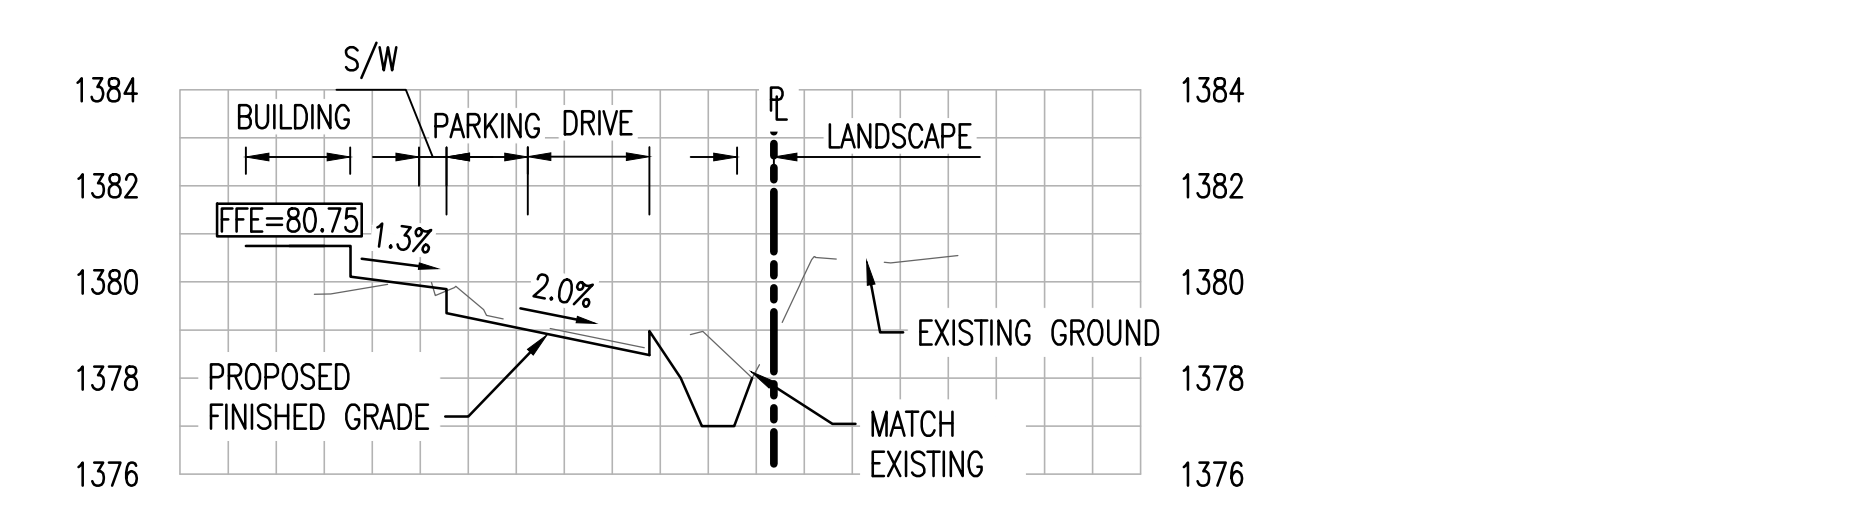 S/W
1384
1384
BUILDING
PARKING
DRIVE
PL
LANDSCAPE
1382
1382
FFE=80.75
1.3%
1380
1380
2.0%
EXISTING GROUND
1378
1378
PROPOSED
FINISHED GRADE
MATCH
EXISTING
1376
1376